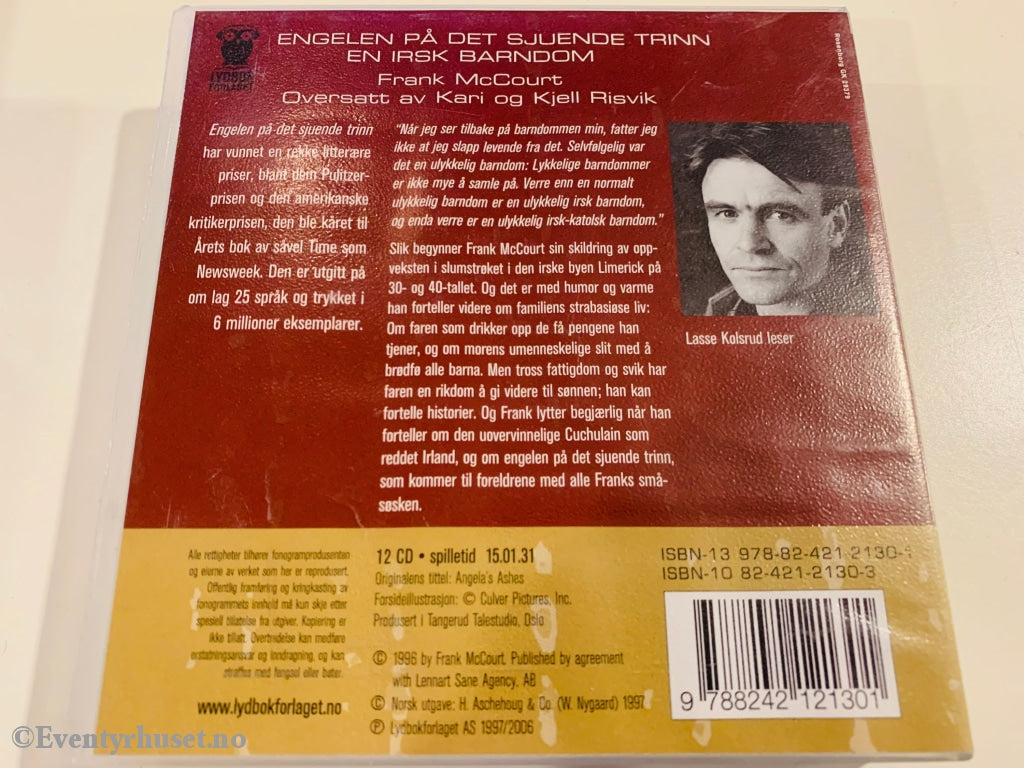 ENGELEN PÅ DET SJUENDE TRINN
EN IRSK BARNDOM
Frank McCourt
Oversatt av Kari og Kjell Risvik
LYDBOK
FORLAGET
Rosenborg GK 29379
Engelen på det sjuende trinn
har vunnet en rekke litterære
priser, blant dem Pulitzer-
prisen og den amerikanske
kritikerprisen, den ble kåret til
Årets bok av såvel Time som
Newsweek. Den er utgitt på
om lag 25 språk og trykket i
6 millioner eksemplarer.
"Når jeg ser tilbake på barndommen min, fatter jeg
ikke at jeg slapp levende fra det. Selvfølgelig var
det en ulykkelig barndom: Lykkelige barndommer
er ikke mye å samle på. Verre enn en normalt
ulykkelig barndom er en ulykkelig irsk barndom,
og enda verre er en ulykkelig irsk-katolsk barndom."
Slik begynner Frank McCourt sin skildring av opp-
veksten i slumstrøket i den irske byen Limerick på
30- og 40-tallet. Og det er med humor og varme
han forteller videre om familiens strabasiøse liv:
Om faren som drikker opp de få pengene han
tjener, og om morens umenneskelige slit med å
brødfø alle barna. Men tross fattigdom og svik har
faren en rikdom å gi videre til sønnen; han kan
fortelle historier. Og Frank lytter begjærlig når han
forteller om den uovervinnelige Cuchulain som
reddet Irland, og om engelen på det sjuende trinn,
som kommer til foreldrene med alle Franks små-
søsken.
Lasse Kolsrud leser
Alle rettigheter tilhører fonogramprodusenten
og eierne av verket som her er reprodusert.
Offentlig framføring og kringkasting av
fonogrammets innhold må kun skje etter
spesiell tillatelse fra utgiver. Kopiering er
ikke tillatt. Overtredelse kan medføre
erstatningsansvar og inndragning, og kan
straffes med fengsel eller bøter.
www.lydbokforlaget.no
12 CD • spilletid 15.01.31
Originalens tittel: Angela's Ashes
Forsideillustrasjon: © Culver Pictures, Inc.
Produsert i Tangerud Talestudio, Oslo
© 1996 by Frank McCourt. Published by agreement
with Lennart Sane Agency, AB
© Norsk utgave: H. Aschehoug & Co. (W. Nygaard) 1997
℗ Lydbokforlaget AS 1997/2006
ISBN-13 978-82-421-2130-1
ISBN-10 82-421-2130-3
9 788242 121301
©Eventyrhuset.no